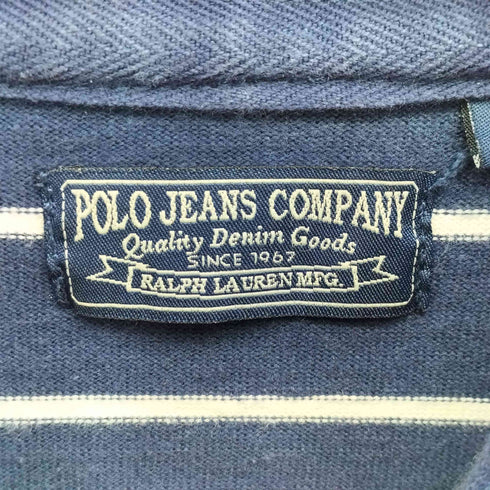 POLO JEANS COMPANY
Quality Denim Goods
SINCE 1967
RALPH LAUREN MFG.